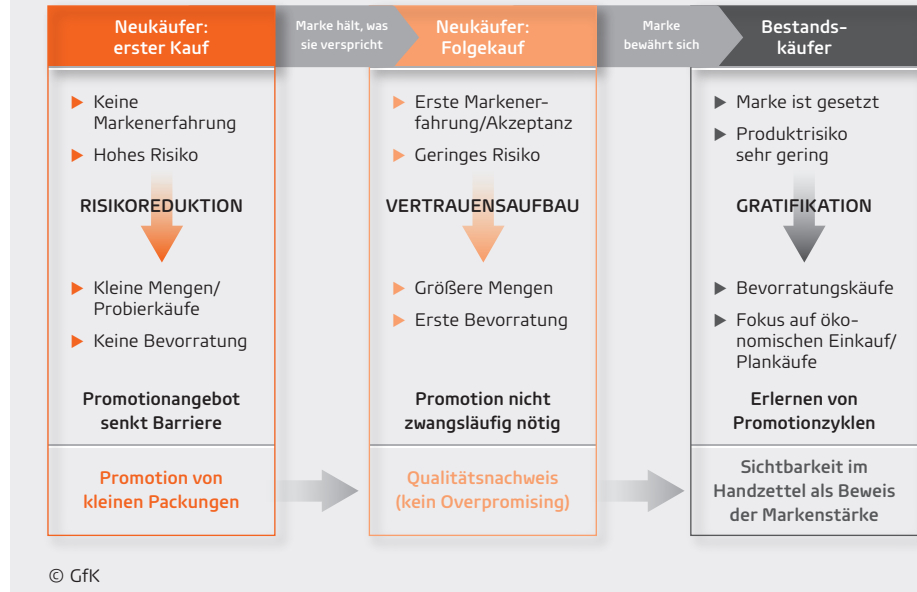 Neukäufer:
erster Kauf
Marke hält, was
sie verspricht
Neukäufer:
Folgekauf
Marke
bewährt sich
Bestands-
käufer
Keine
Markenerfahrung
Hohes Risiko
RISIKOREDUKTION
Kleine Mengen/
Probierkäufe
Keine Bevorratung
Promotionangebot
senkt Barriere
Promotion von
kleinen Packungen
Erste Markener-
fahrung/Akzeptanz
Geringes Risiko
VERTRAUENSAUFBAU
Größere Mengen
Erste Bevorratung
Promotion nicht
zwangsläufig nötig
Qualitätsnachweis
(kein Overpromising)
Marke ist gesetzt
Produktrisiko
sehr gering
GRATIFIKATION
Bevorratungskäufe
Fokus auf öko-
nomischen Einkauf/
Plankäufe
Erlernen von
Promotionzyklen
Sichtbarkeit im
Handzettel als Beweis
der Markenstärke
© GfK